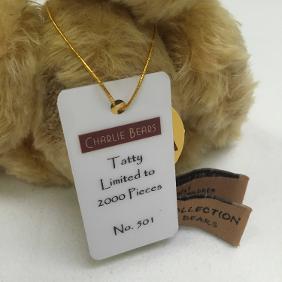 CHARLIE BEARS
Tatty
Limited to
2000 Pieces
No. 501
COLLECTION
BEARS